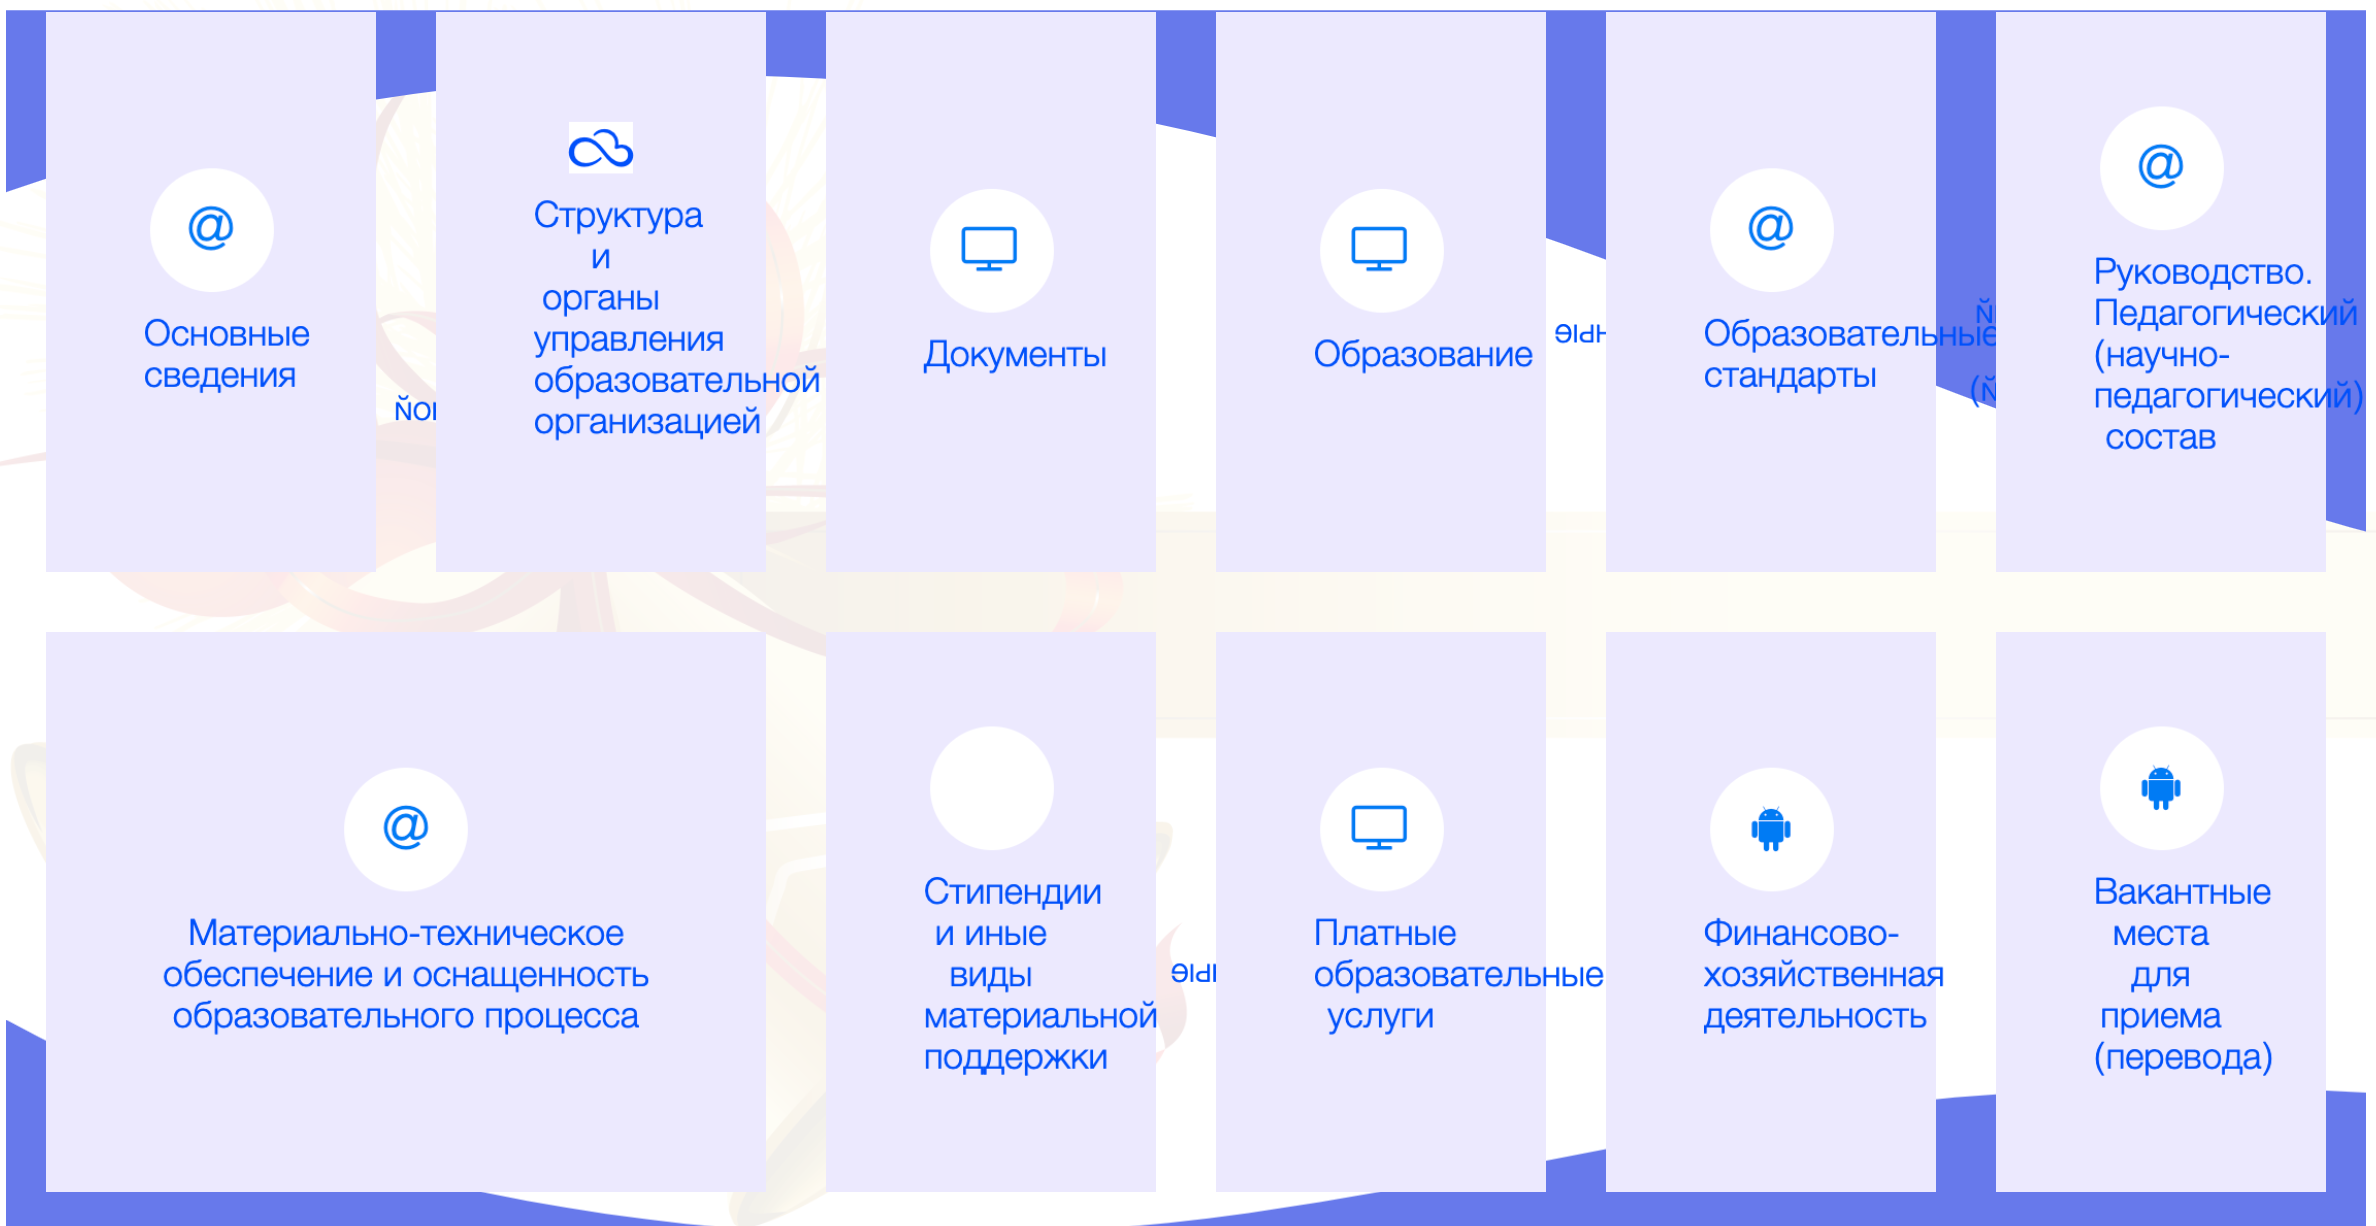 Основные
сведения
Структура
и
органы
управления
образовательной
организацией
Документы
Образование
Образовательные
стандарты
Руководство.
Педагогический
(научно-
педагогический)
состав
Материально-техническое
обеспечение и оснащенность
образовательного процесса
Стипендии
и иные
виды
материальной
поддержки
Платные
образовательные
услуги
Финансово-
хозяйственная
деятельность
Вакантные
места
для
приема
(перевода)